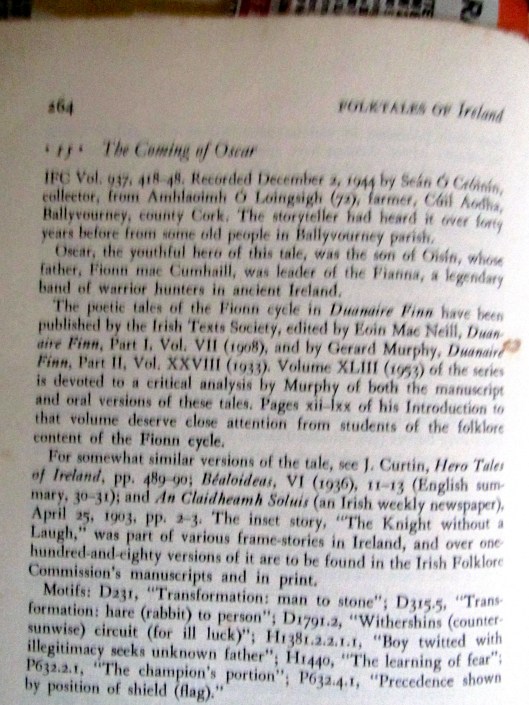 264 FOLKTALES OF Ireland
The Coming of Oscar
IFC Vol. 937, 418-48. Recorded December 2, 1944 by Seán Ó Cróinín,
collector, from Amhlaoimh Ó Loingsigh (72), farmer, Cúil Aodha,
Ballyvourney, county Cork. The storyteller had heard it over forty
years before from some old people in Ballyvourney parish.
Oscar, the youthful hero of this tale, was the son of Oisín, whose
father, Fionn mac Cumhaill, was leader of the Fianna, a legendary
band of warrior hunters in ancient Ireland.
The poetic tales of the Fionn cycle in Duanaire Finn have been
published by the Irish Texts Society, edited by Eoin Mac Neill, Duan-
aire Finn, Part I, Vol. VII (1908), and by Gerard Murphy, Duanaire
Finn, Part II, Vol. XXVIII (1933). Volume XLIII (1953) of the series
is devoted to a critical analysis by Murphy of both the manuscript
and oral versions of these tales. Pages xii-lxx of his Introduction to
that volume deserve close attention from students of the folklore
content of the Fionn cycle.
For somewhat similar versions of the tale, see J. Curtin, Hero Tales
of Ireland, pp. 489-90; Béaloideas, VI (1936), 11-13 (English sum-
mary, 30-31); and An Claidheamh Soluis (an Irish weekly newspaper),
April 25, 1903, pp. 2-3. The inset story, "The Knight without a
Laugh," was part of various frame-stories in Ireland, and over one-
hundred-and-eighty versions of it are to be found in the Irish Folklore
Commission's manuscripts and in print.
Motifs: D231, "Transformation: man to stone"; D315.5, "Trans-
formation: hare (rabbit) to person"; D1791.2, "Withershins (counter-
sunwise) circuit (for ill luck)"; H1381.2.2.1.1, "Boy twitted with
illegitimacy seeks unknown father"; H1440, "The learning of fear";
P632.2.1, "The champion's portion"; P632.4.1, "Precedence shown
by position of shield (flag)."